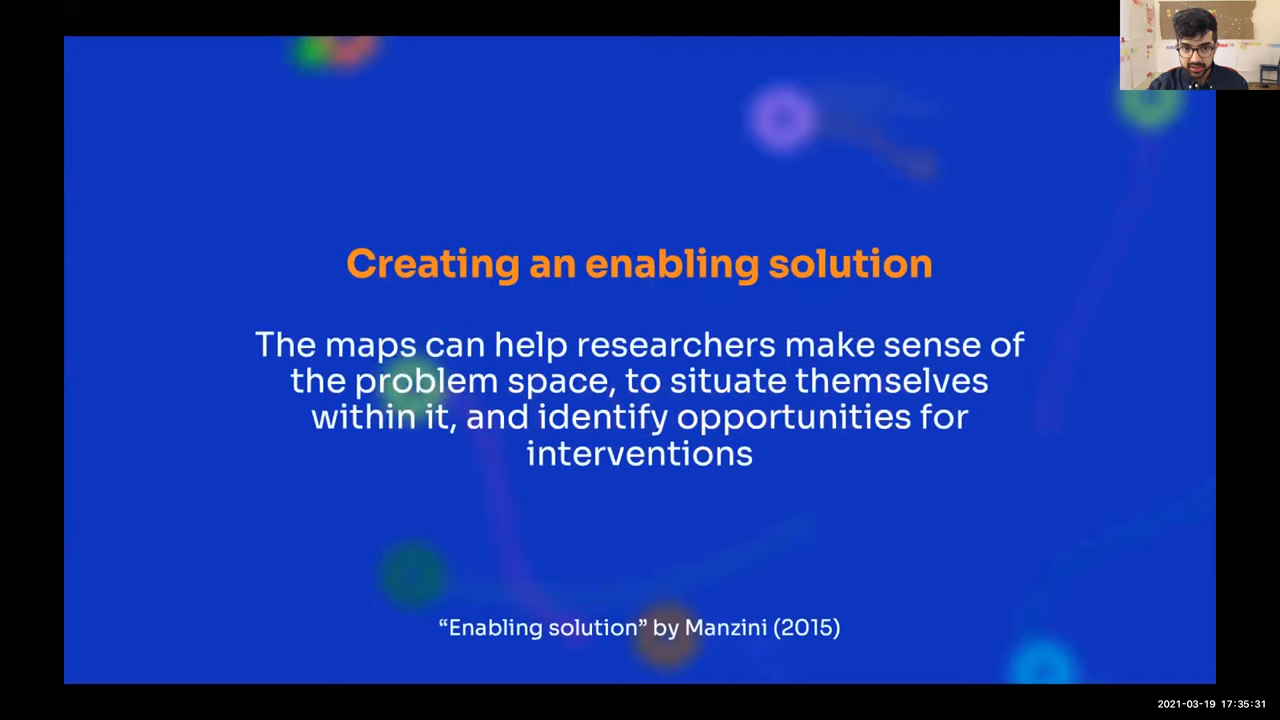 Creating an enabling solution
The maps can help researchers make sense of
the problem space, to situate themselves
within it, and identify opportunities for
interventions
“Enabling solution” by Manzini (2015)
2021-03-19 17:35:31